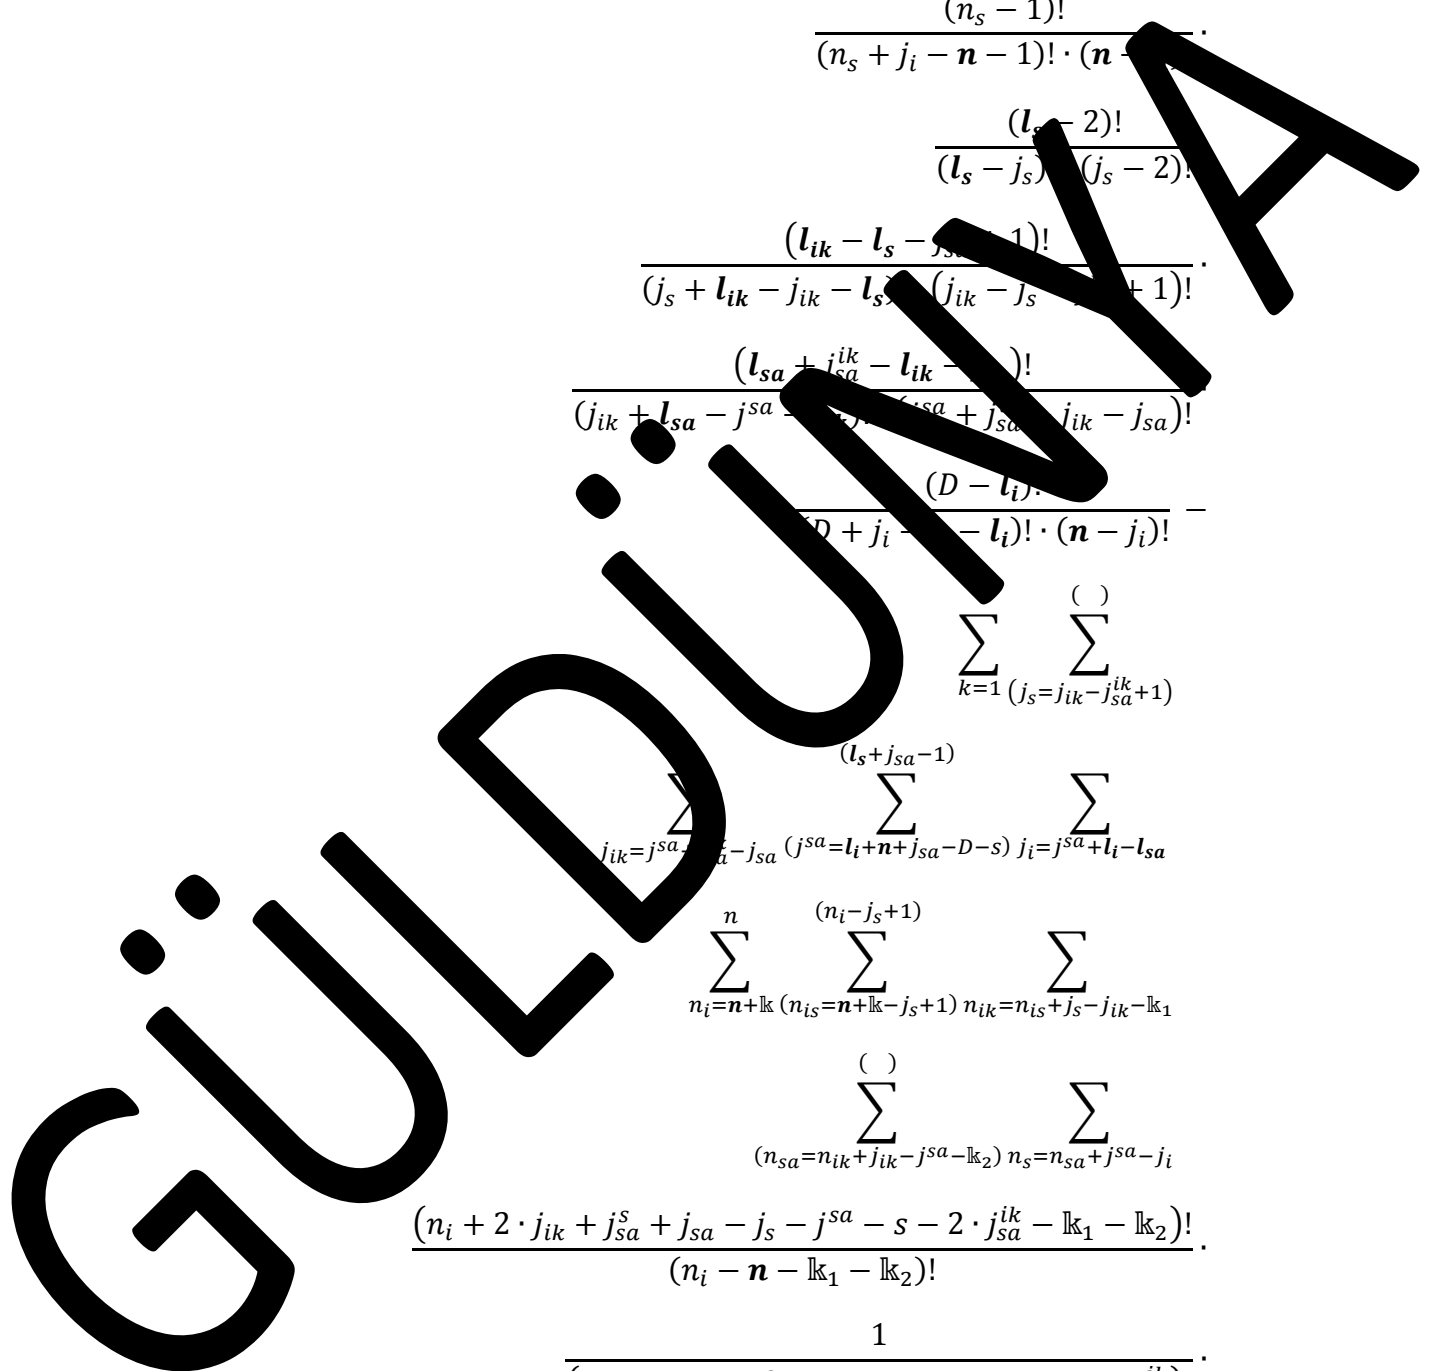 (n_s − 1)!
(n_s + j_i − n − 1)! · (n − ·
(l_s − 2)!
(l_s − j_s) (j_s − 2)!
(l_ik − l_s − 1)!
(j_s + l_ik − j_ik − l_s) (j_ik − j_s + 1)! ·
(l_sa + j_sa^ik − l_ik − )!
(j_ik + l_sa − j^sa − (j^sa + j_sa j_ik − j_sa)!
(D − l_i)!
(D + j_i − l_i)! · (n − j_i)! −
( )
∑ ∑
k=1 (j_s=j_ik−j_sa^ik+1)
(l_s+j_sa−1)
∑ ∑ ∑
j_ik=j^sa −j_sa (j^sa=l_i+n+j_sa−D−s) j_i=j^sa+l_i−l_sa
n (n_i−j_s+1)
∑ ∑ ∑
n_i=n+𝕜 (n_is=n+𝕜−j_s+1) n_ik=n_is+j_s−j_ik−𝕜_1
( )
∑ ∑
(n_sa=n_ik+j_ik−j^sa−𝕜_2) n_s=n_sa+j^sa−j_i
(n_i + 2 · j_ik + j_sa^s + j_sa − j_s − j^sa − s − 2 · j_sa^ik − 𝕜_1 − 𝕜_2)!
(n_i − n − 𝕜_1 − 𝕜_2)! ·
1
·
GÜLDÜNYA